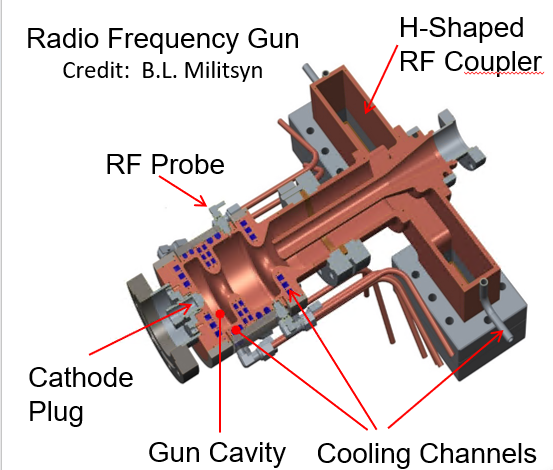 Radio Frequency Gun
Credit:  B.L. Militsyn
H-Shaped
RF Coupler
RF Probe
Cathode
Plug
Gun Cavity
Cooling Channels